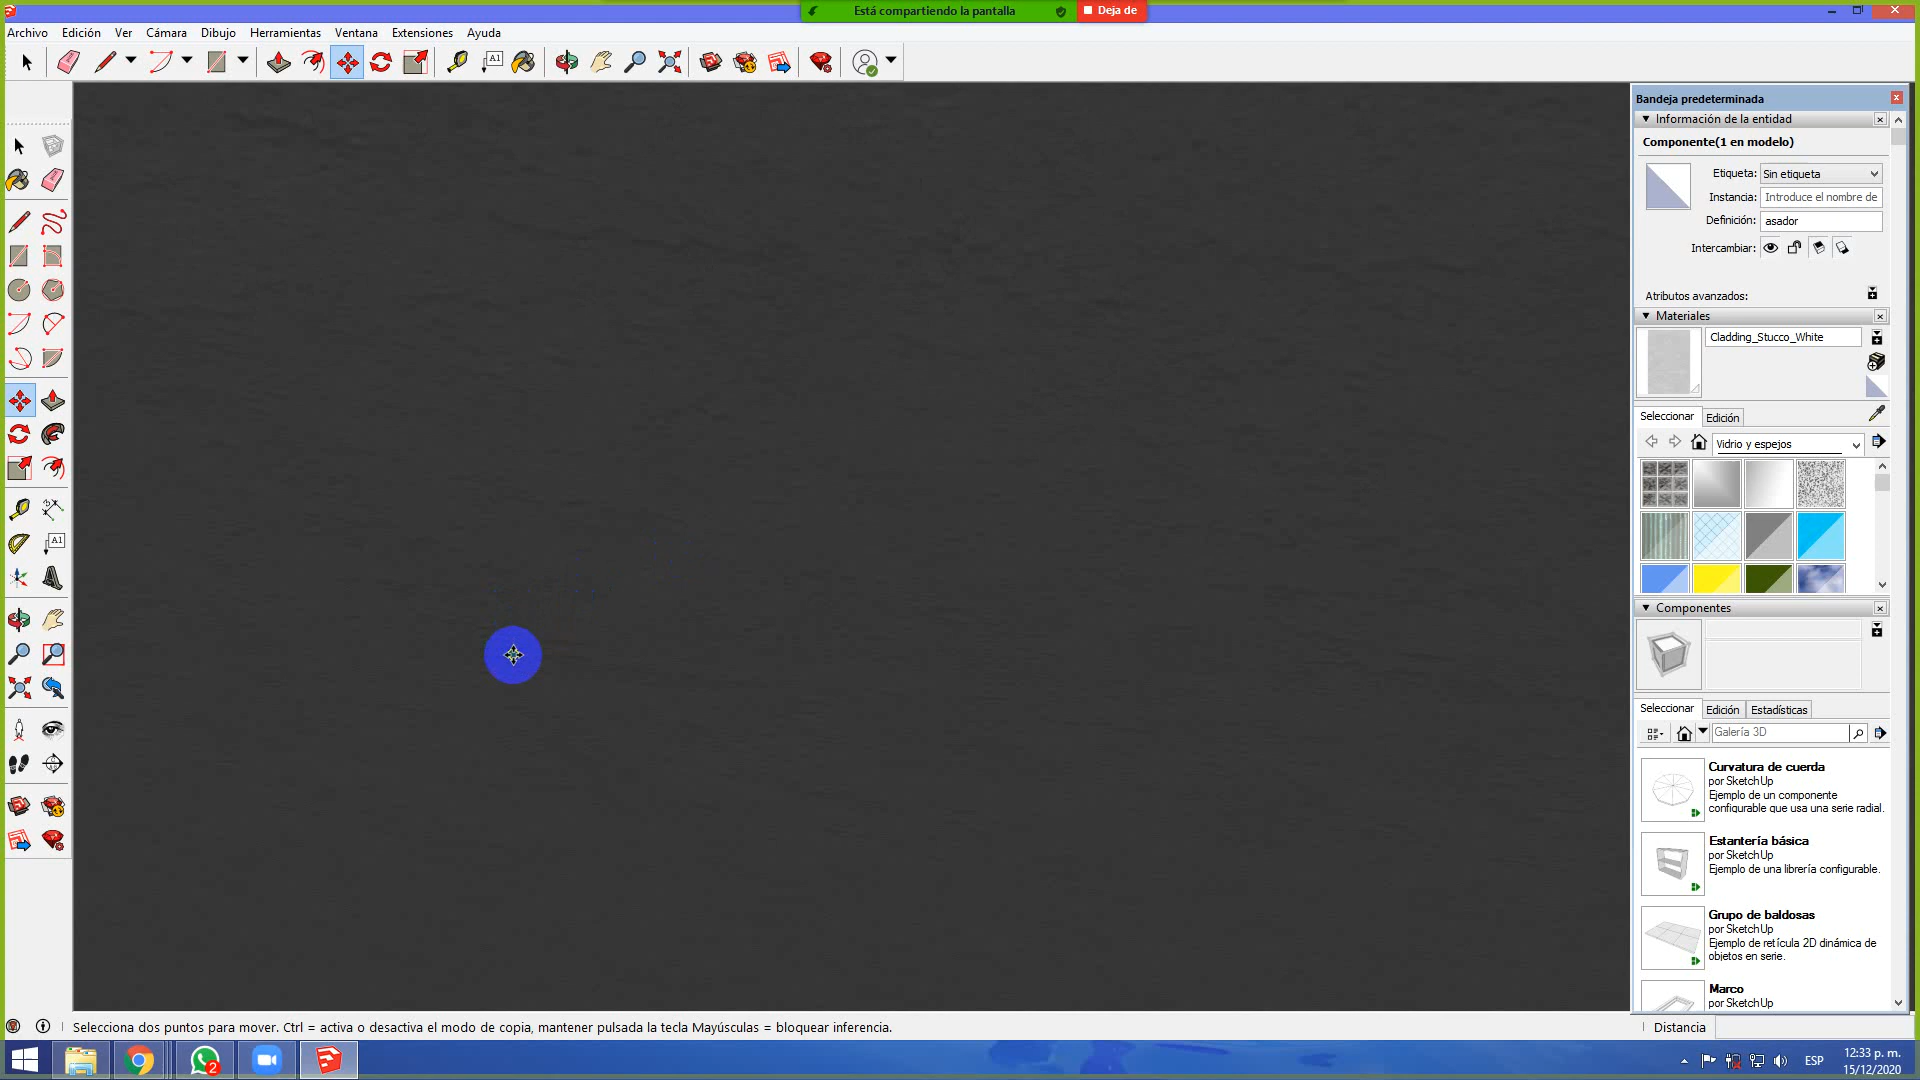 Está compartiendo la pantalla
Deja de
Archivo Edición Ver Cámara Dibujo Herramientas Ventana Extensiones Ayuda
A1
Bandeja predeterminada
Información de la entidad
Componente(1 en modelo)
Etiqueta: Sin etiqueta
Instancia: Introduce el nombre de
Definición: asador
Intercambiar:
Atributos avanzados:
Materiales
Cladding_Stucco_White
Seleccionar Edición
Vidrio y espejos
A1
Componentes
Seleccionar Edición Estadísticas
Galería 3D
Curvatura de cuerda
por SketchUp
Ejemplo de un componente
configurable que usa una serie radial.
Estantería básica
por SketchUp
Ejemplo de una librería configurable.
Grupo de baldosas
por SketchUp
Ejemplo de retícula 2D dinámica de
objetos en serie.
Marco
por SketchUp
Selecciona dos puntos para mover. Ctrl = activa o desactiva el modo de copia, mantener pulsada la tecla Mayúsculas = bloquear inferencia.
Distancia
2
ESP
12:33 p. m.
15/12/2020